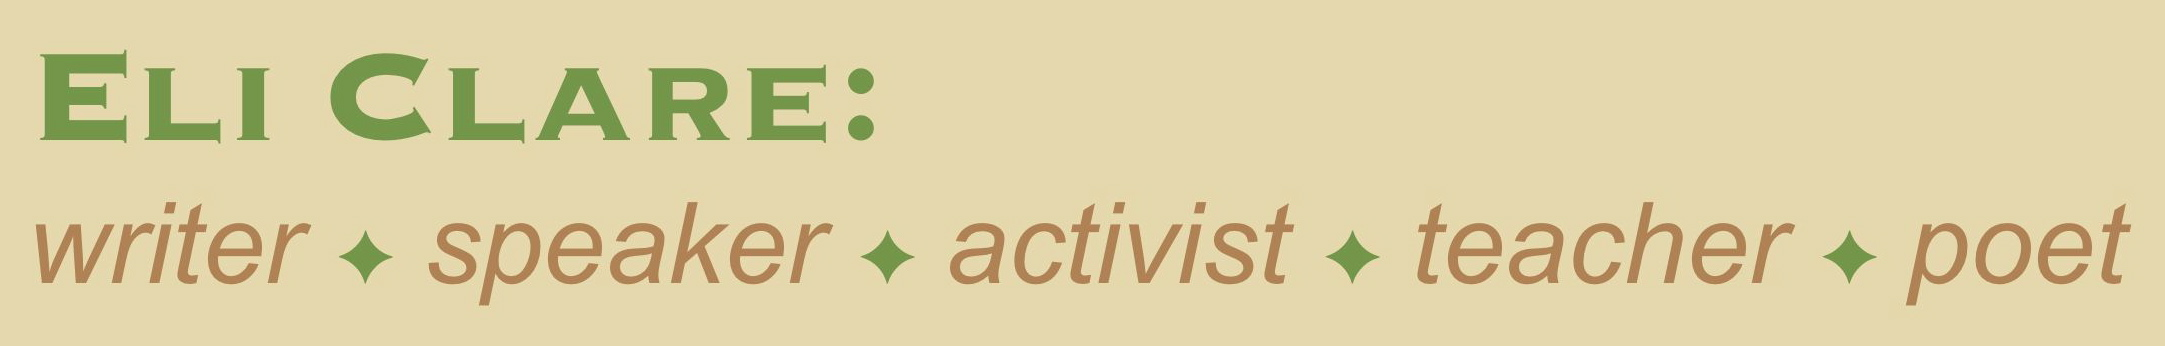 Eli Clare:
writer ✦ speaker ✦ activist ✦ teacher ✦ poet